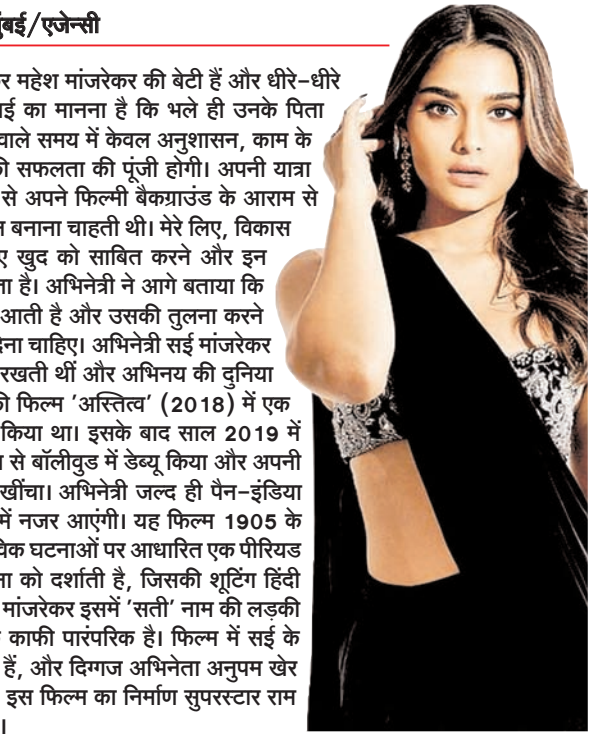 मुंबई/एजेन्सी
महेश मांजरेकर की बेटी हैं और धीरे-धीरे
का मानना है कि भले ही उनके पिता
वाले समय में केवल अनुशासन, काम के
सफलता की पूंजी होगी। अपनी यात्रा
से अपने फिल्मी बैकग्राउंड के आराम से
बनाना चाहती थी। मेरे लिए, विकास
खुद को साबित करने और इन
है। अभिनेत्री ने आगे बताया कि
आती है और उसकी तुलना करने
देना चाहिए। अभिनेत्री सई मांजरेकर
रखती थीं और अभिनय की दुनिया
की फिल्म 'अस्तित्व' (2018) में एक
किया था। इसके बाद साल 2019 में
से बॉलीवुड में डेब्यू किया और अपनी
खींचा। अभिनेत्री जल्द ही पैन-इंडिया
में नजर आएंगी। यह फिल्म 1905 के
घटनाओं पर आधारित एक पीरियड
को दर्शाती है, जिसकी शूटिंग हिंदी
मांजरेकर इसमें 'सती' नाम की लड़की
काफी पारंपरिक है। फिल्म में सई के
हैं, और दिग्गज अभिनेता अनुपम खेर
इस फिल्म का निर्माण सुपरस्टार राम
।